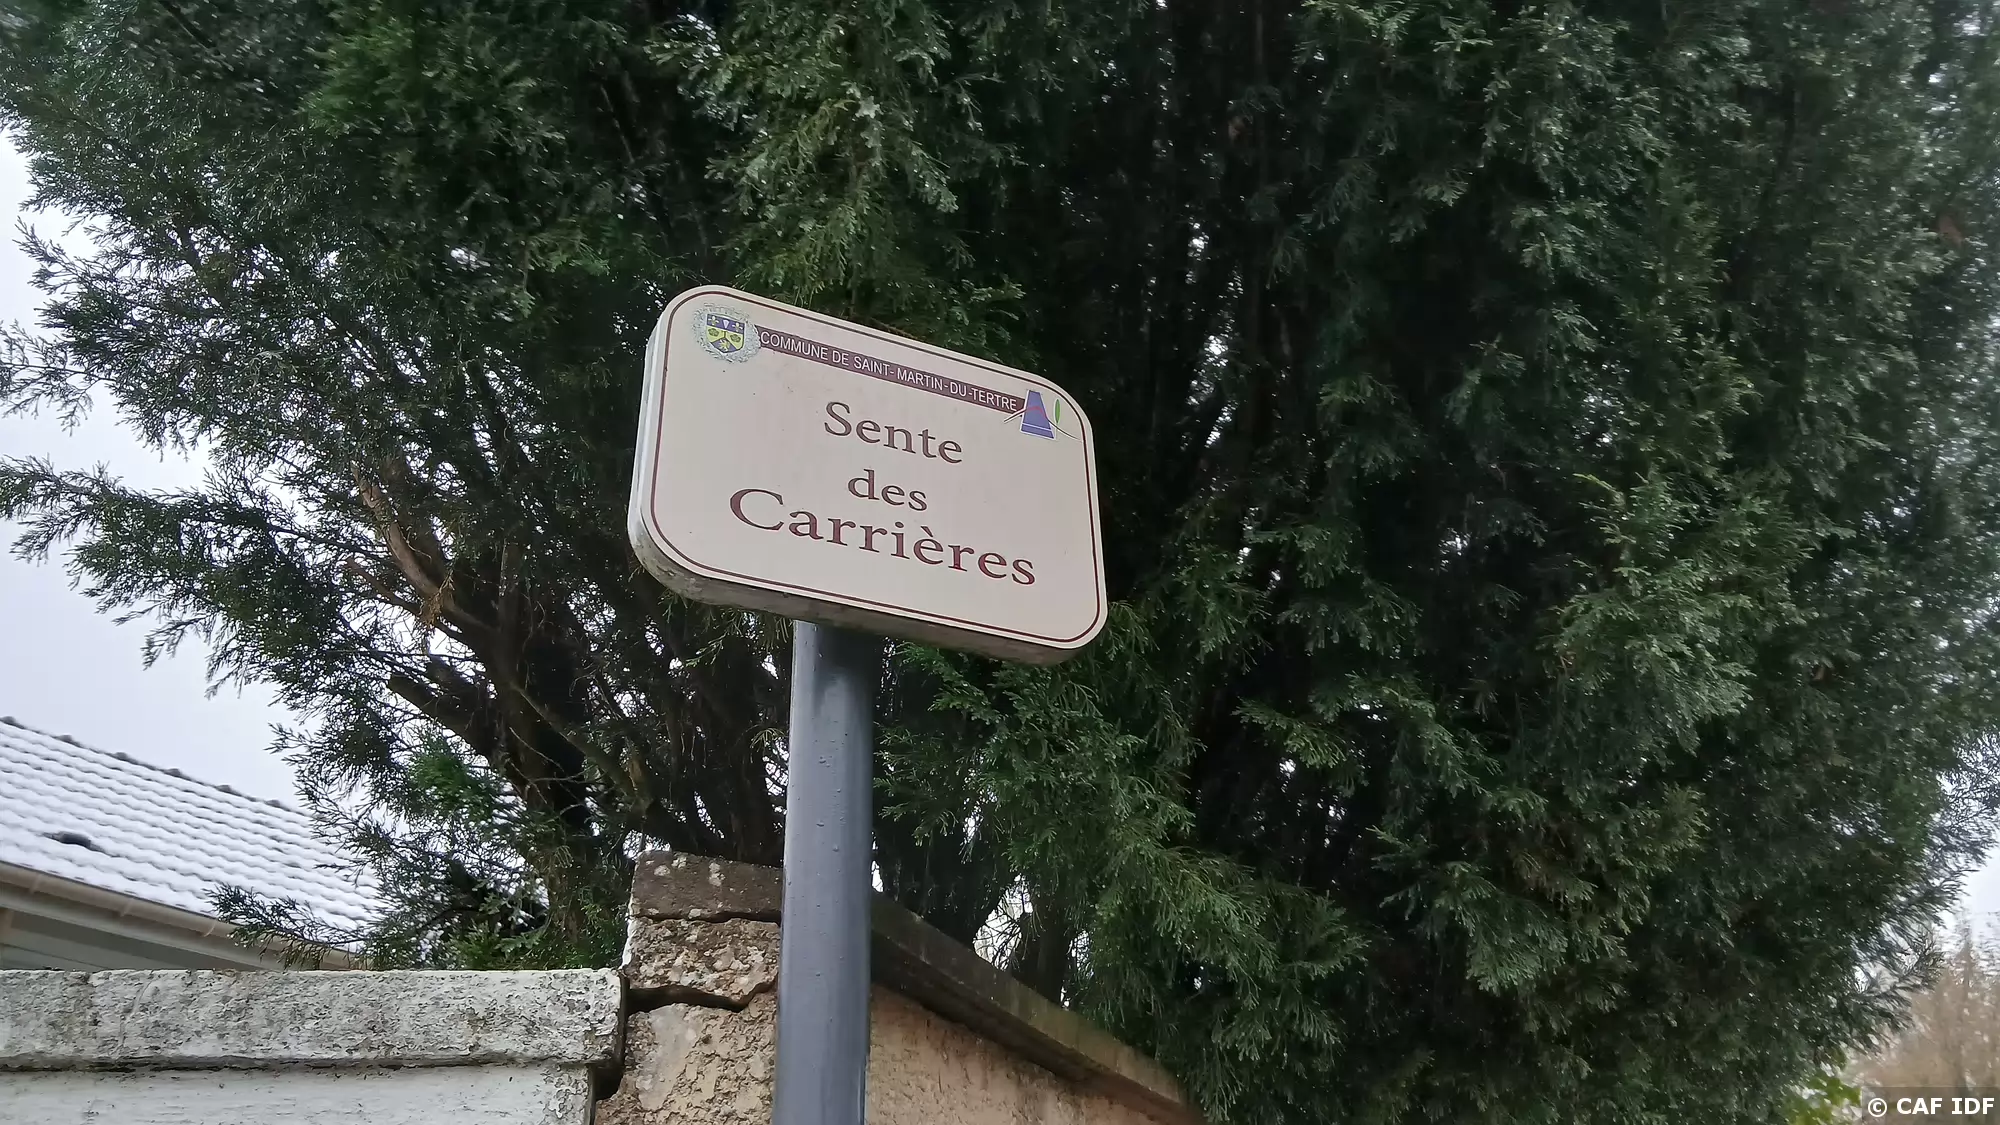 COMMUNE DE SAINT-MARTIN-DU-TERTRE
Sente
des
Carrières
© CAF IDF